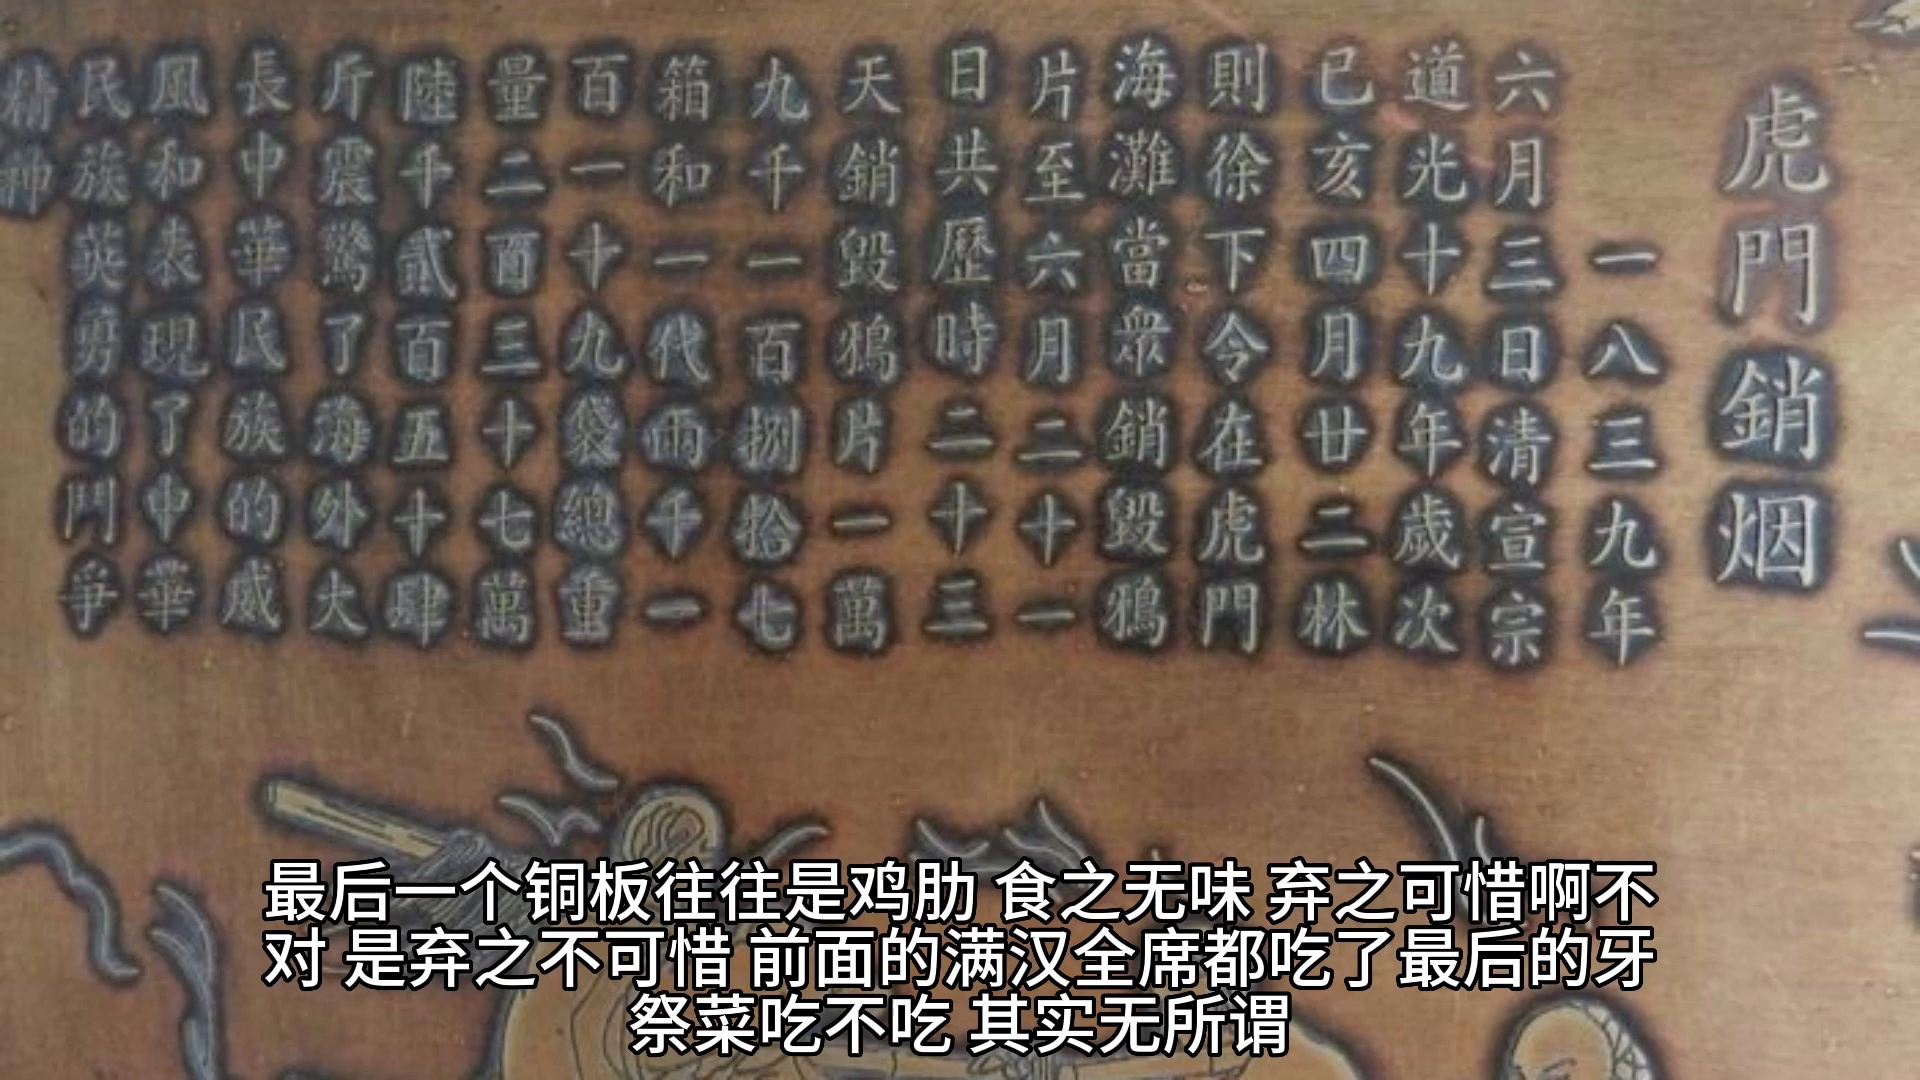 虎門銷烟
一八三九年
六月三日清宣宗
道光十九年歲次
已亥四月廿二林
則徐下令在虎門
海灘當衆銷毀鴉
片至六月二十一
日共歷時二十三
天銷毀鴉片一萬
九千一百捌拾七
箱和一代兩千一
百一十九袋總重
量二百三十七萬
陸千貳百五十肆
斤震驚了海外大
長中華民族的威
風和表現了中華
民族英勇的鬥爭
精神
最后一个铜板往往是鸡肋 食之无味 弃之可惜啊不
对 是弃之不可惜 前面的满汉全席都吃了最后的牙
祭菜吃不吃 其实无所谓